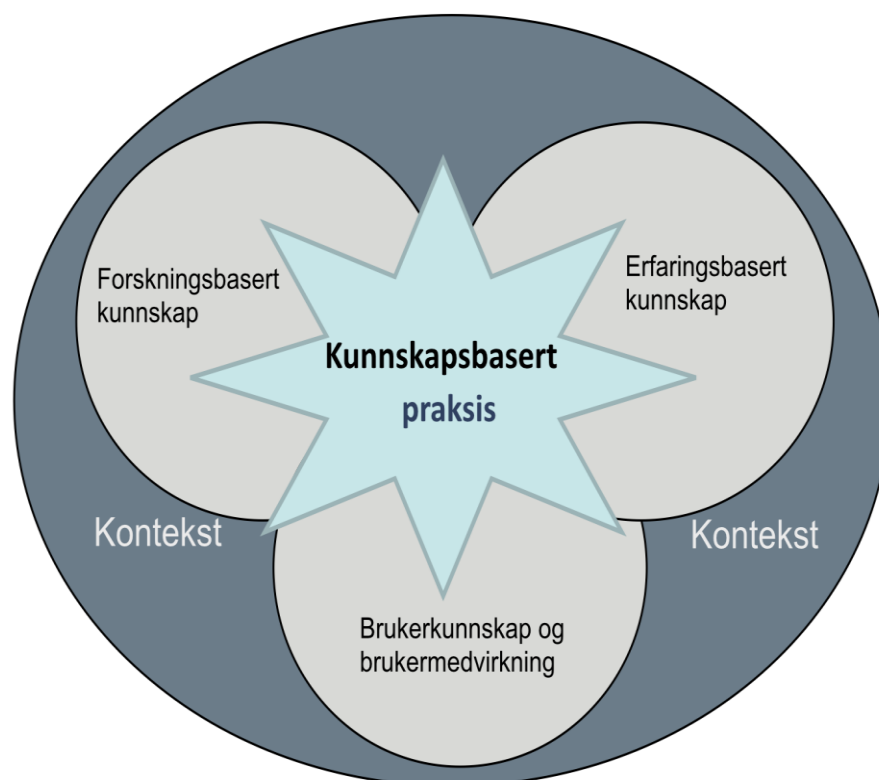 Forskningsbasert
kunnskap
Erfaringsbasert
kunnskap
Kunnskapsbasert
praksis
Kontekst
Kontekst
Brukerkunnskap og
brukermedvirkning